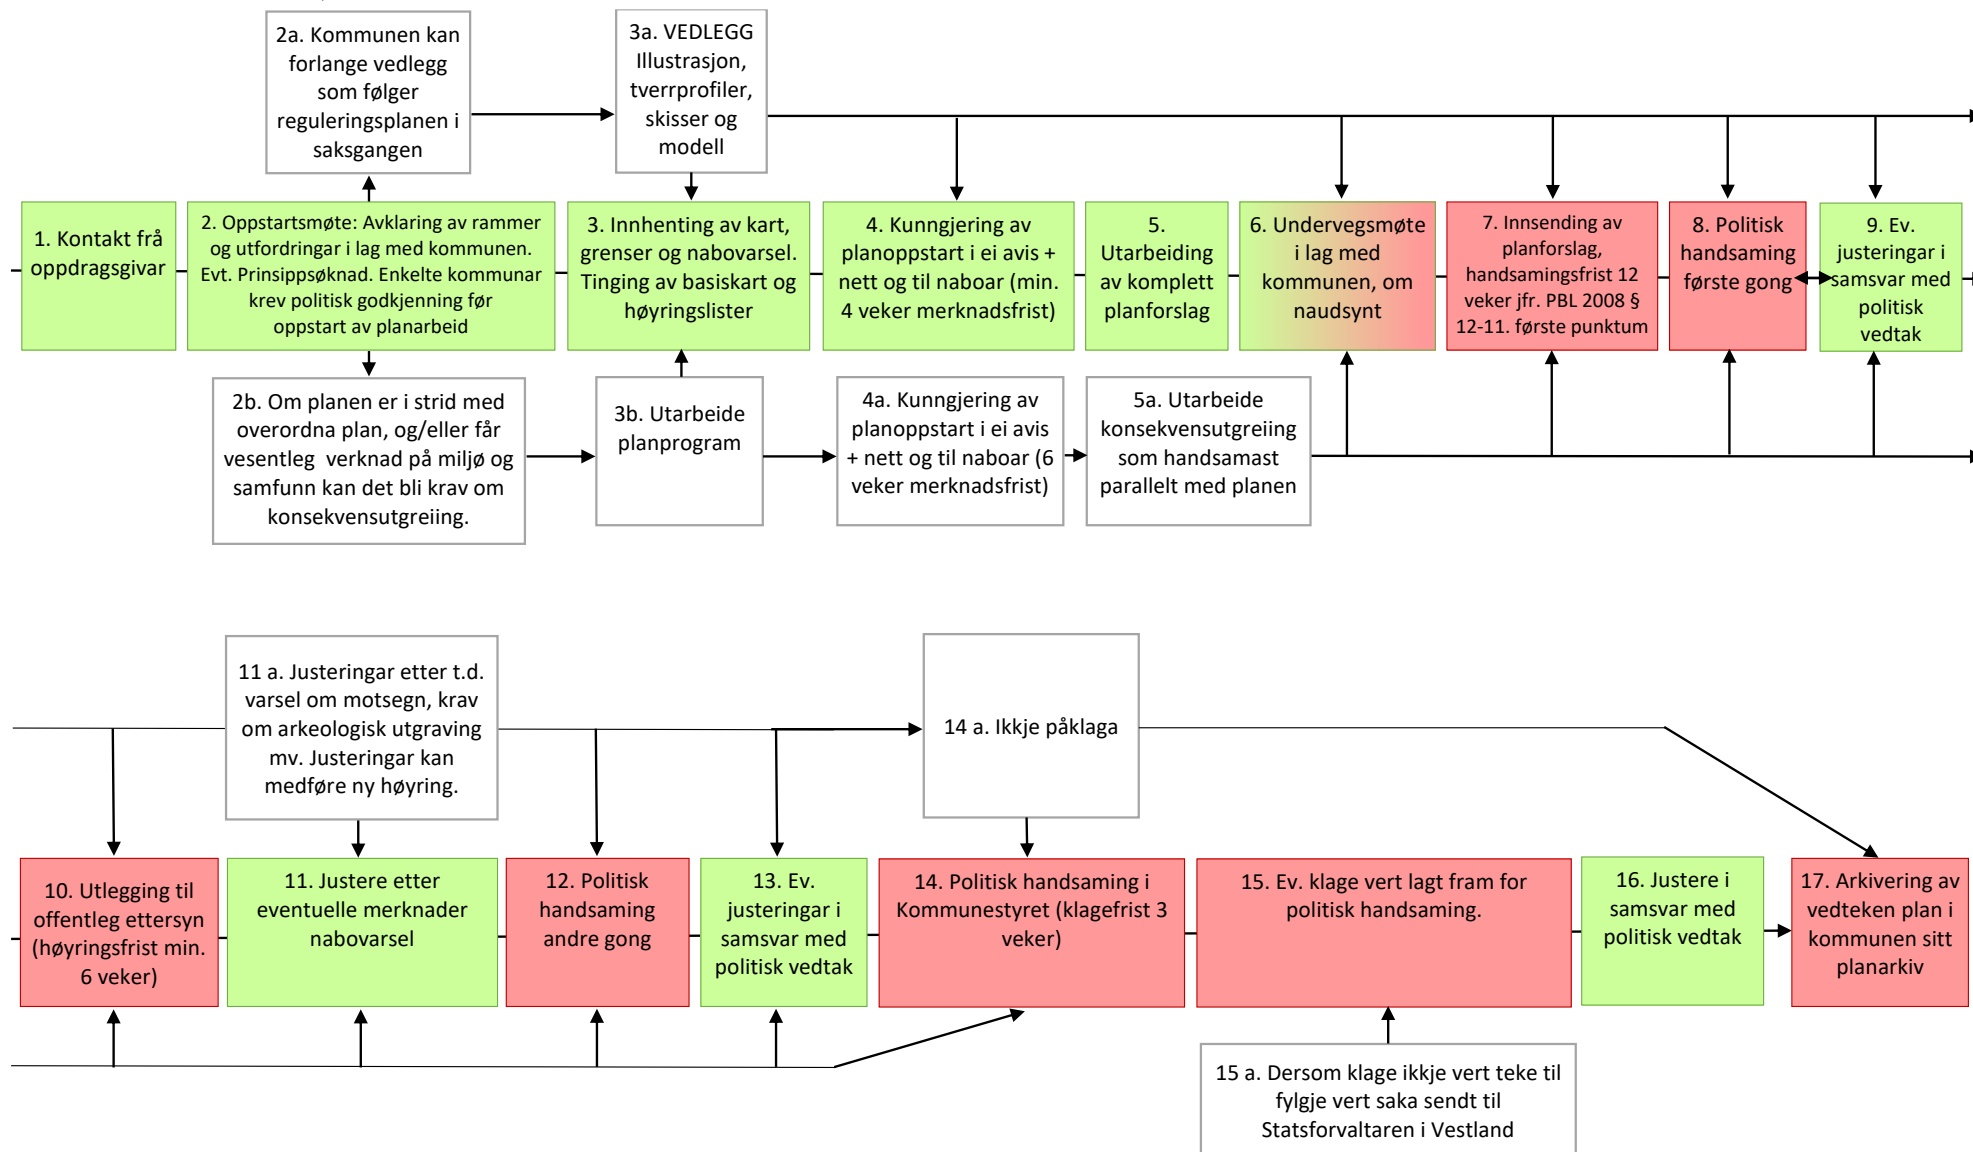 2a. Kommunen kan
forlange vedlegg
som følger
reguleringsplanen i
saksgangen
3a. VEDLEGG
Illustrasjon,
tverrprofiler,
skisser og
modell
1. Kontakt frå
oppdragsgivar
2. Oppstartsmøte: Avklaring av rammer
og utfordringar i lag med kommunen.
Evt. Prinsippsøknad. Enkelte kommunar
krev politisk godkjenning før
oppstart av planarbeid
3. Innhenting av kart,
grenser og nabovarsel.
Tinging av basiskart og
høyringslister
4. Kunngjering av
planoppstart i ei avis +
nett og til naboar (min.
4 veker merknadsfrist)
5.
Utarbeiding
av komplett
planforslag
6. Undervegsmøte
i lag med
kommunen, om
naudsynt
7. Innsending av
planforslag,
handsamingsfrist 12
veker jfr. PBL 2008 §
12-11. første punktum
8. Politisk
handsaming
første gong
9. Ev.
justeringar i
samsvar med
politisk
vedtak
2b. Om planen er i strid med
overordna plan, og/eller får
vesentleg verknad på miljø og
samfunn kan det bli krav om
konsekvensutgreiing.
3b. Utarbeide
planprogram
4a. Kunngjering av
planoppstart i ei avis
+ nett og til naboar (6
veker merknadsfrist)
5a. Utarbeide
konsekvensutgreiing
som handsamast
parallelt med planen
11 a. Justeringar etter t.d.
varsel om motsegn, krav
om arkeologisk utgraving
mv. Justeringar kan
medføre ny høyring.
14 a. Ikkje påklaga
10. Utlegging til
offentleg ettersyn
(høyringsfrist min.
6 veker)
11. Justere etter
eventuelle merknader
nabovarsel
12. Politisk
handsaming
andre gong
13. Ev.
justeringar i
samsvar med
politisk vedtak
14. Politisk handsaming i
Kommunestyret (klagefrist 3
veker)
15. Ev. klage vert lagt fram for
politisk handsaming.
16. Justere i
samsvar med
politisk vedtak
17. Arkivering av
vedteken plan i
kommunen sitt
planarkiv
15 a. Dersom klage ikkje vert teke til
fylgje vert saka sendt til
Statsforvaltaren i Vestland